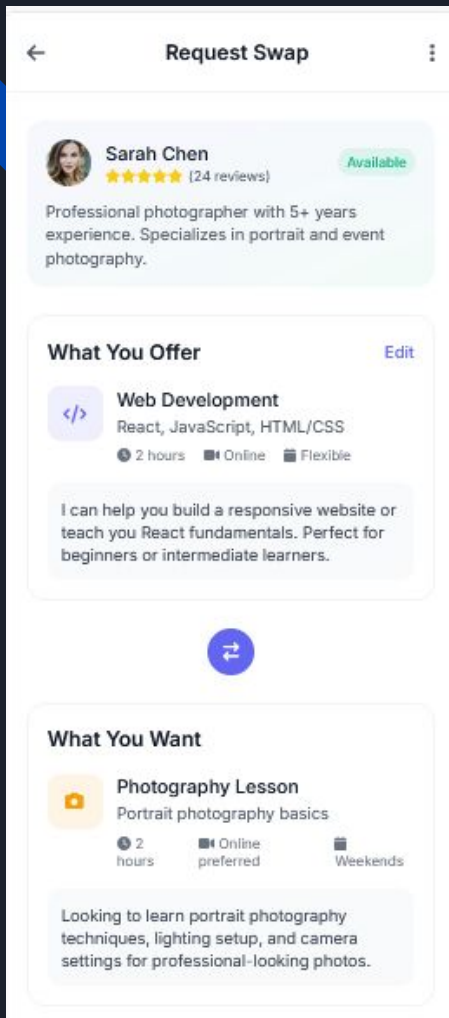 Request Swap
Sarah Chen
(24 reviews)
Available
Professional photographer with 5+ years
experience. Specializes in portrait and event
photography.
What You Offer
Edit
</>
Web Development
React, JavaScript, HTML/CSS
2 hours Online Flexible
I can help you build a responsive website or
teach you React fundamentals. Perfect for
beginners or intermediate learners.
What You Want
Photography Lesson
Portrait photography basics
2 hours
Online preferred
Weekends
Looking to learn portrait photography
techniques, lighting setup, and camera
settings for professional-looking photos.